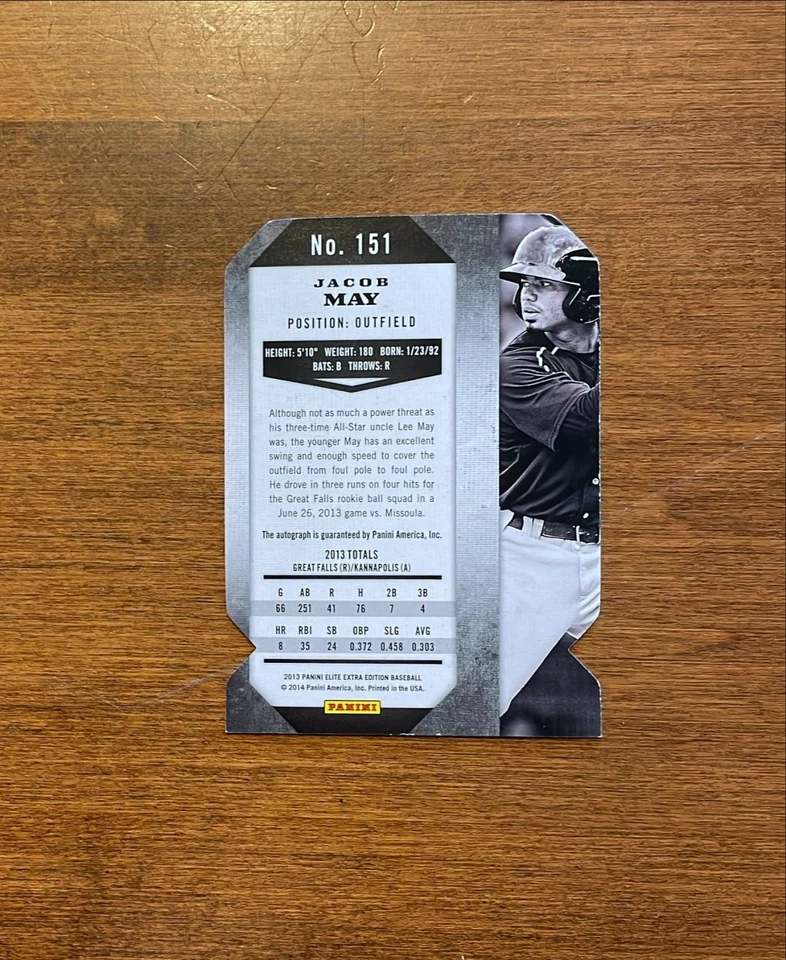 No. 151
JACOB
MAY
POSITION: OUTFIELD
HEIGHT: 5'10" WEIGHT: 180 BORN: 1/23/92
BATS: B THROWS: R
Although not as much a power threat as
his three-time All-Star uncle Lee May
was, the younger May has an excellent
swing and enough speed to cover the
outfield from foul pole to foul pole.
He drove in three runs on four hits for
the Great Falls rookie ball squad in a
June 26, 2013 game vs. Missoula.
The autograph is guaranteed by Panini America, Inc.
2013 TOTALS
GREAT FALLS (R)/KANNAPOLIS (A)
G AB R H 2B 3B
66 251 41 76 7 4
HR RBI SB OBP SLG AVG
8 35 24 0.372 0.458 0.303
2013 PANINI ELITE EXTRA EDITION BASEBALL
© 2014 Panini America, Inc. Printed in the USA.
PANINI